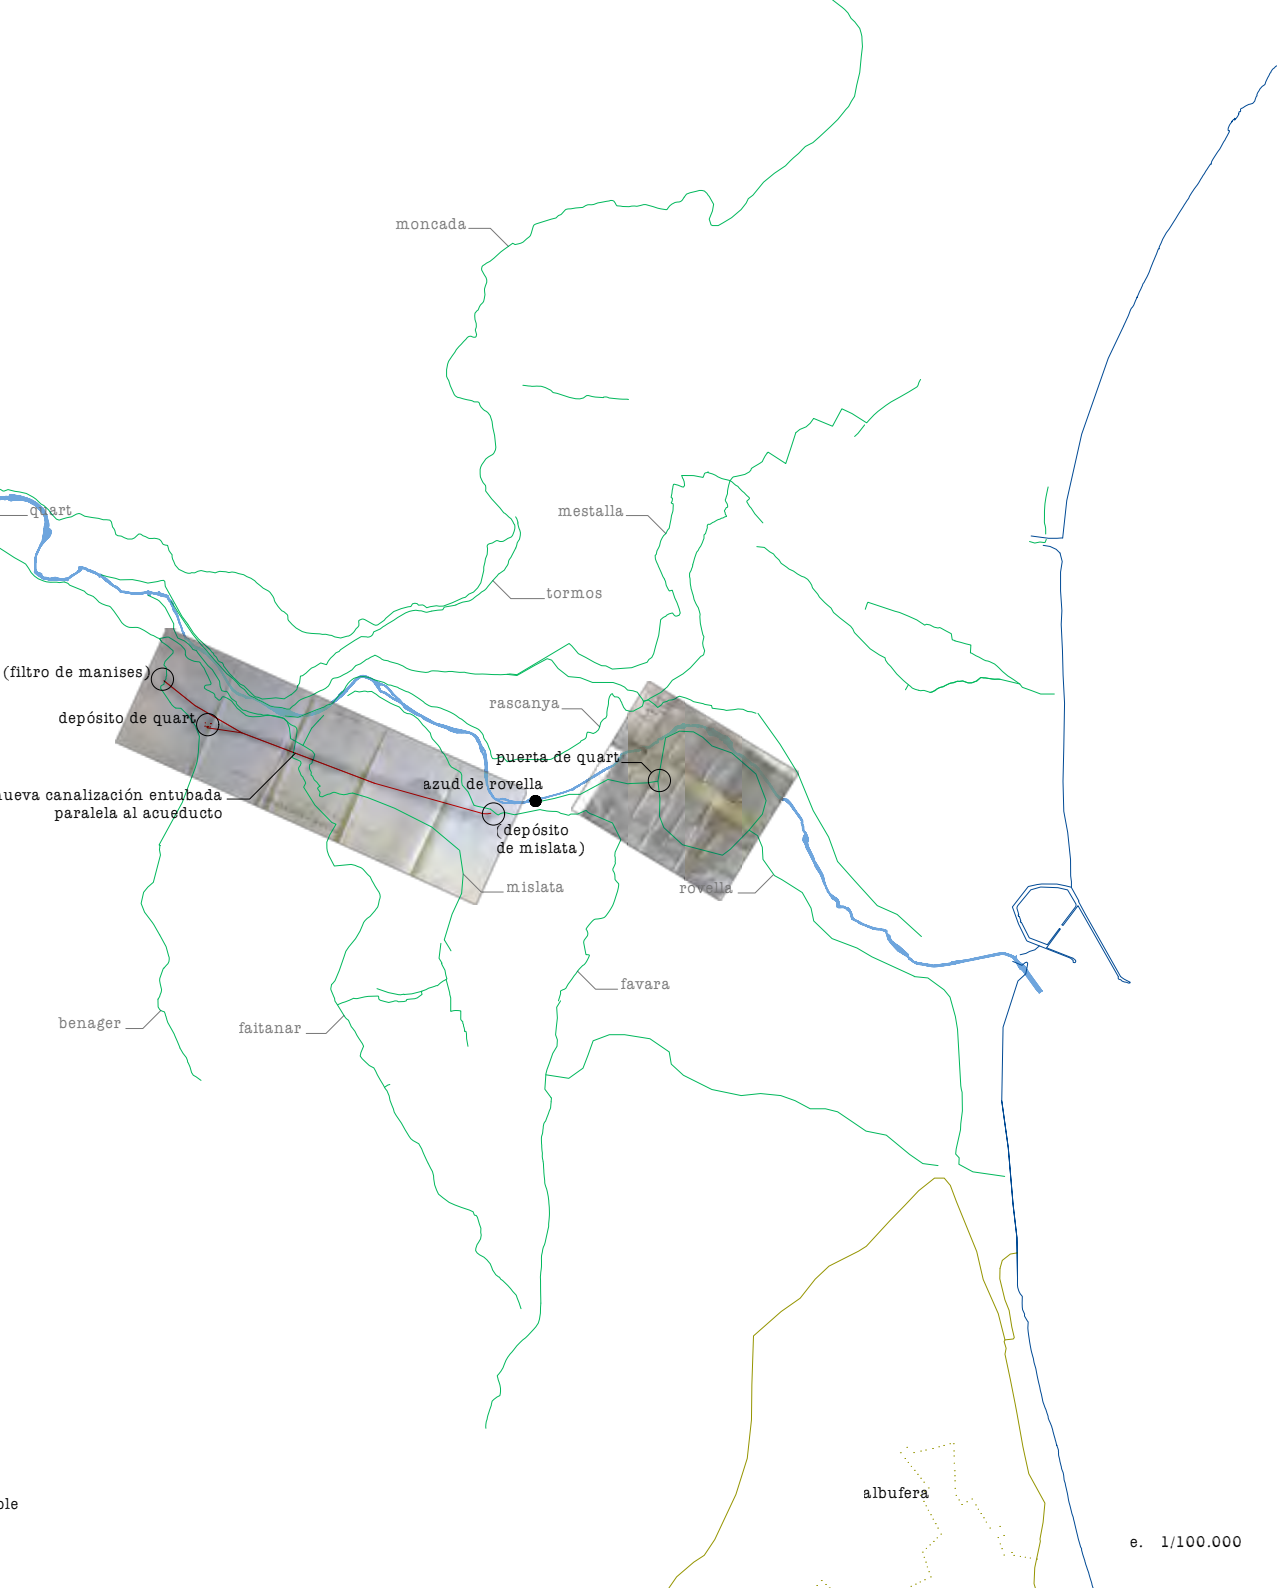 moncada
quart
mestalla
tormos
(filtro de manises)
rascanya
depósito de quart
puerta de quart
azud de rovella
nueva canalización entubada
paralela al acueducto
(depósito
de mislata)
mislata
rovella
favara
benager
faitanar
albufera
e. 1/100.000